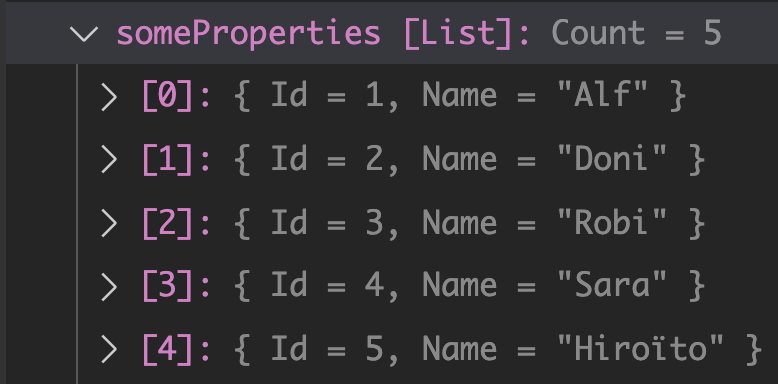 someProperties [List]: Count = 5
[0]: { Id = 1, Name = "Alf" }
[1]: { Id = 2, Name = "Doni" }
[2]: { Id = 3, Name = "Robi" }
[3]: { Id = 4, Name = "Sara" }
[4]: { Id = 5, Name = "Hiroïto" }